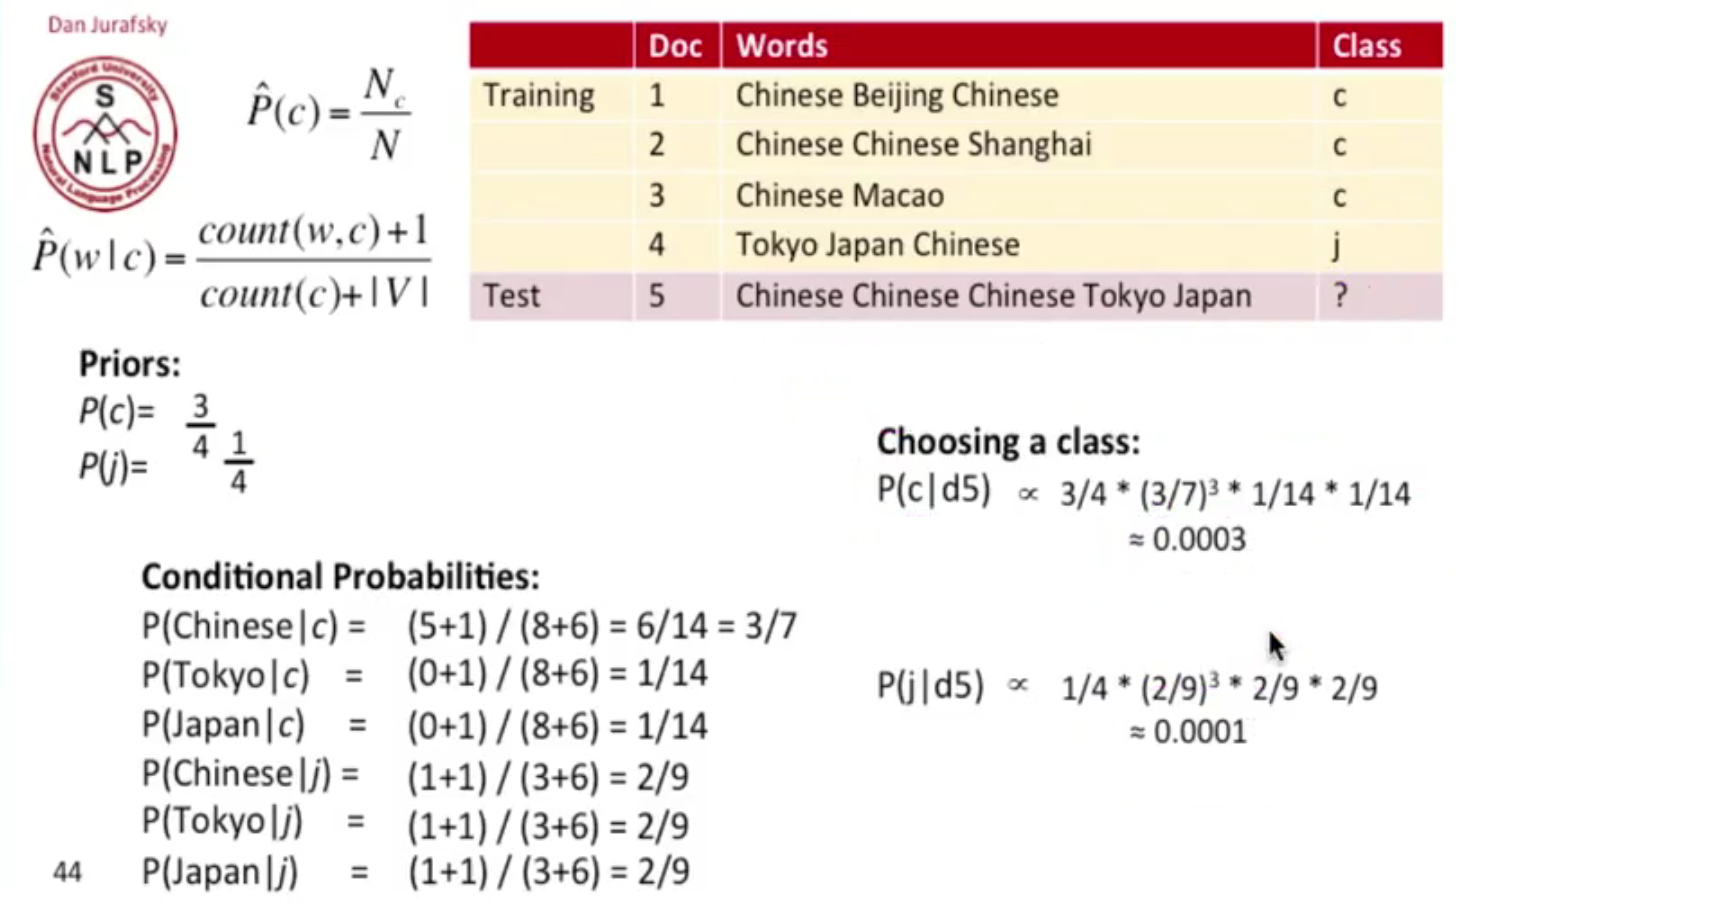 Dan Jurafsky
Stanford University
S
NLP
Natural Language Processing
P̂(c) = N_c / N
P̂(w|c) = count(w,c)+1 / count(c)+|V|
Doc Words Class
Training 1 Chinese Beijing Chinese c
2 Chinese Chinese Shanghai c
3 Chinese Macao c
4 Tokyo Japan Chinese j
Test 5 Chinese Chinese Chinese Tokyo Japan ?
Priors:
P(c)= 3/4
P(j)= 1/4
Conditional Probabilities:
P(Chinese|c) = (5+1) / (8+6) = 6/14 = 3/7
P(Tokyo|c) = (0+1) / (8+6) = 1/14
P(Japan|c) = (0+1) / (8+6) = 1/14
P(Chinese|j) = (1+1) / (3+6) = 2/9
P(Tokyo|j) = (1+1) / (3+6) = 2/9
P(Japan|j) = (1+1) / (3+6) = 2/9
Choosing a class:
P(c|d5) ∝ 3/4 * (3/7)³ * 1/14 * 1/14
≈ 0.0003
P(j|d5) ∝ 1/4 * (2/9)³ * 2/9 * 2/9
≈ 0.0001
44